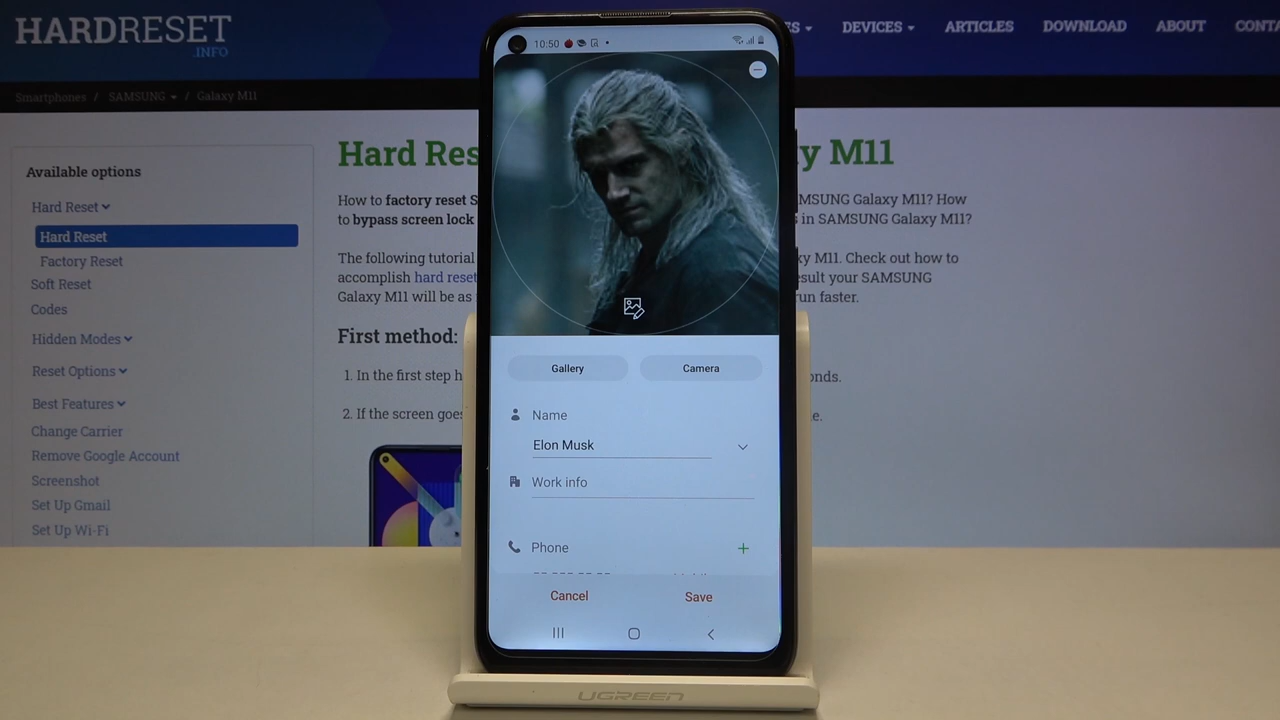 HARDRESET
.INFO
DEVICES
ARTICLES
DOWNLOAD
ABOUT
Smartphones / SAMSUNG / Galaxy M11
Available options
Hard Reset
Hard Reset
Factory Reset
Soft Reset
Codes
Hidden Modes
Reset Options
Best Features
Change Carrier
Remove Google Account
Screenshot
Set Up Gmail
Set Up Wi-Fi
Hard Res
y M11
How to factory reset S
MSUNG Galaxy M11? How
to bypass screen lock
s in SAMSUNG Galaxy M11?
The following tutorial
xy M11. Check out how to
accomplish hard reset
esult your SAMSUNG
Galaxy M11 will be as
run faster.
First method:
1. In the first step h
onds.
2. If the screen goes
e.
10:50
Gallery
Camera
Name
Elon Musk
Work info
Phone
Cancel
Save
UGREEN